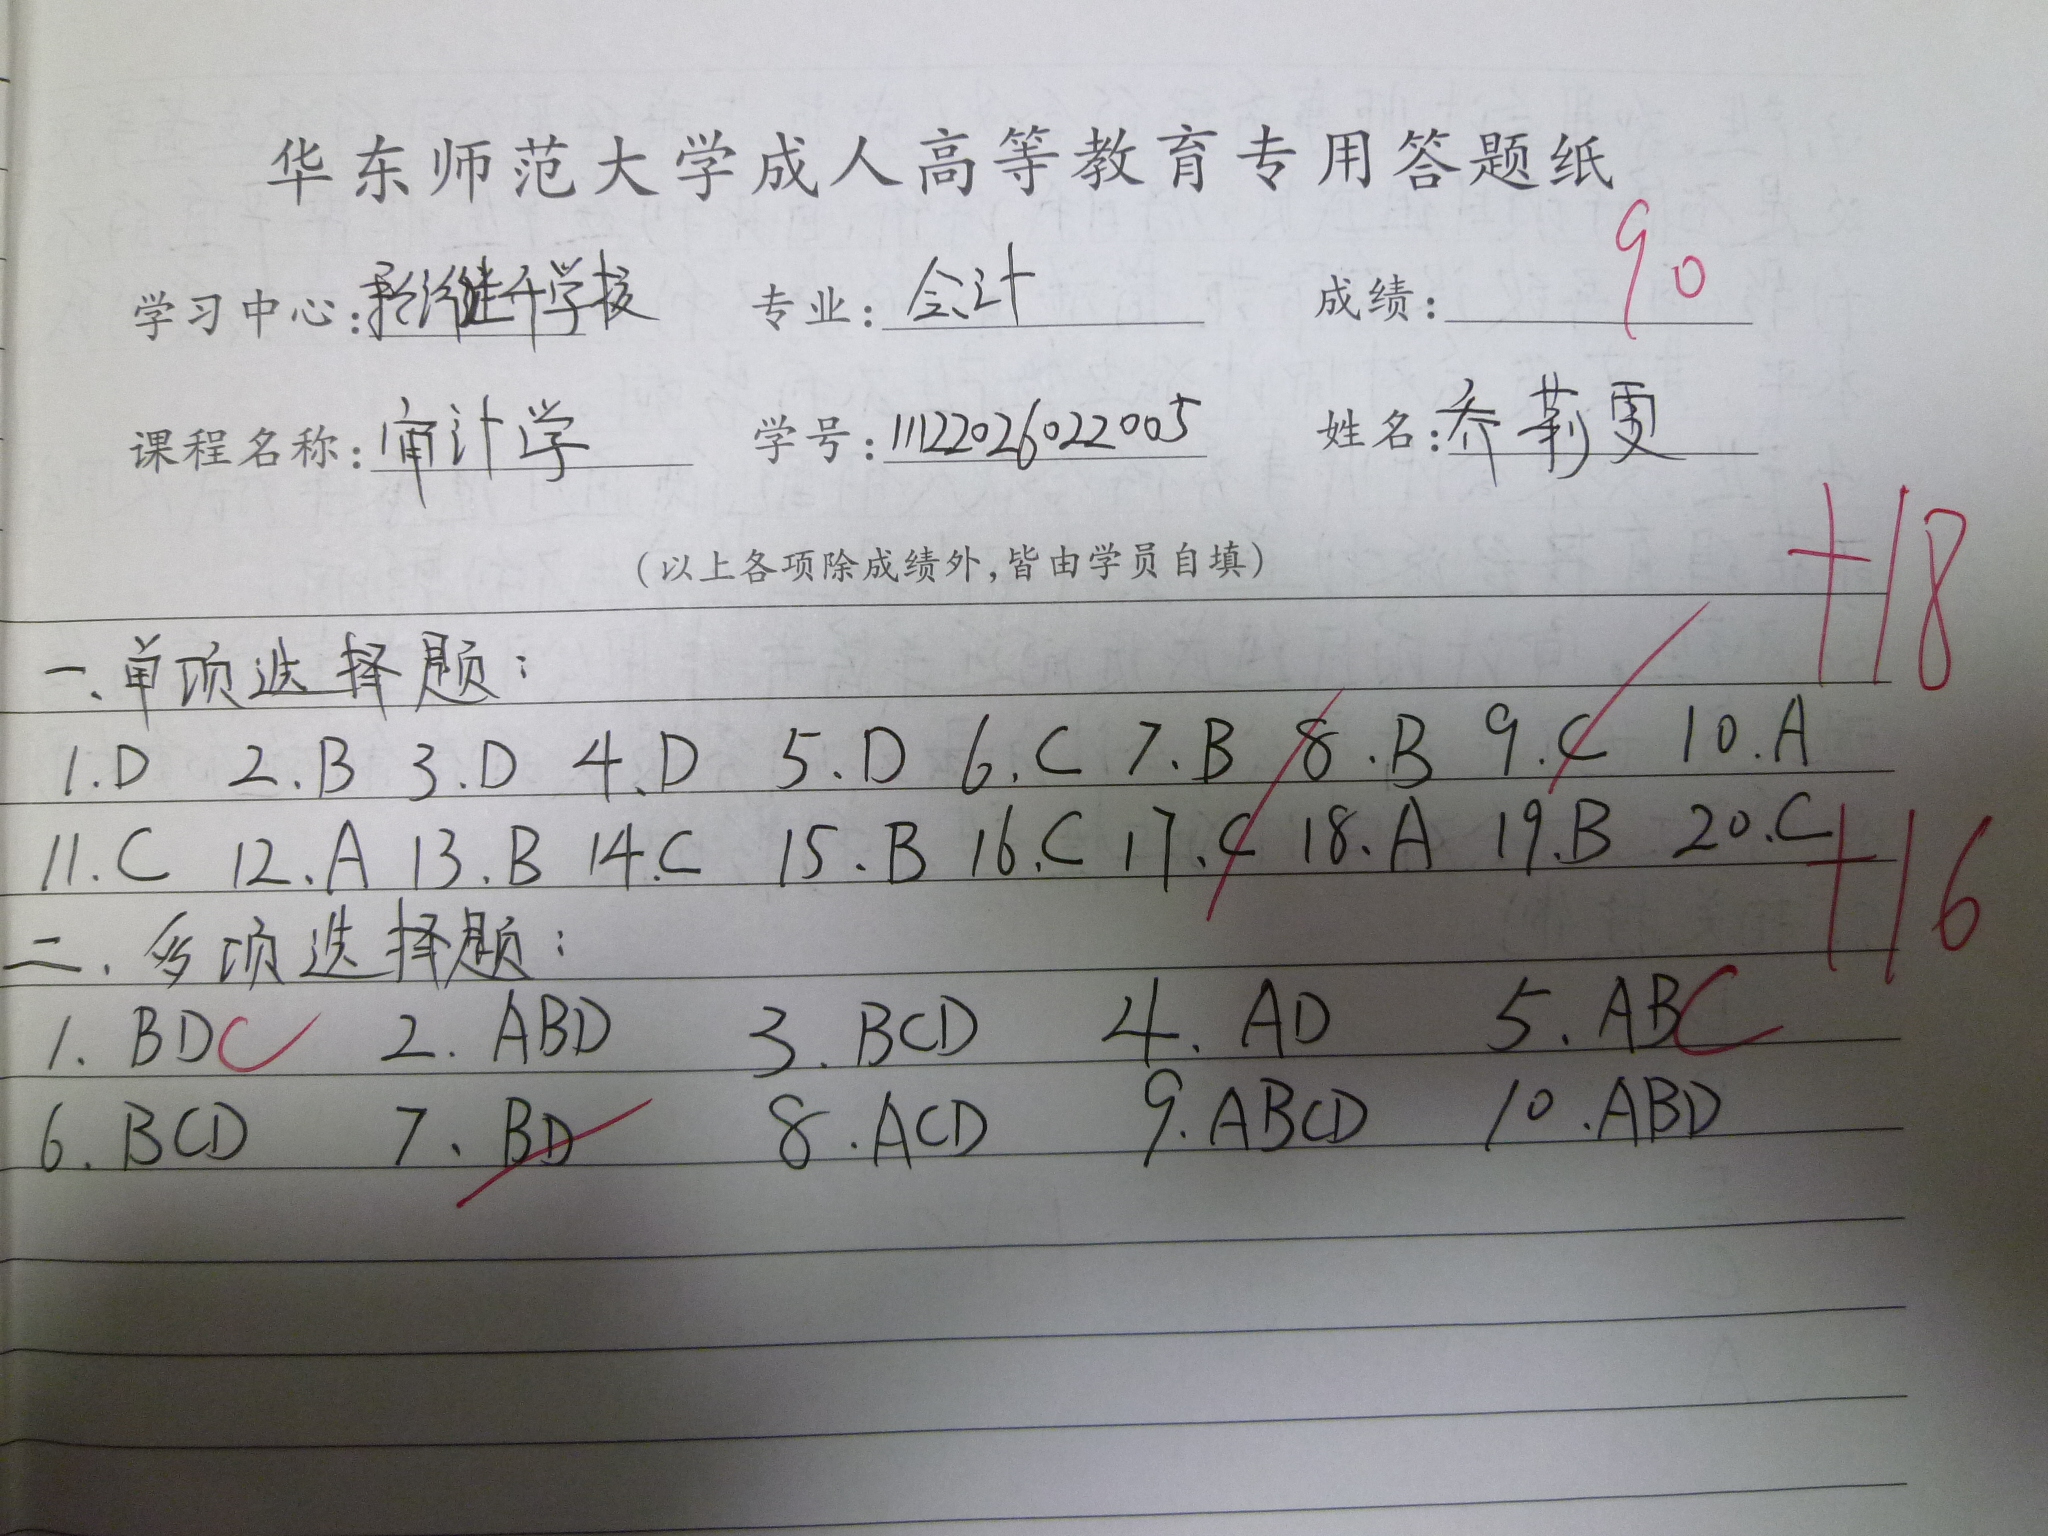 华东师范大学成人高等教育专用答题纸
学习中心: 学校 专业: 会计 成绩: 90
课程名称: 审计学 学号: 11122026022005 姓名: 乔莉雯
(以上各项除成绩外,皆由学员自填)
+18
一、单项选择题:
1.D 2.B 3.D 4.D 5.D 6.C 7.B 8.B 9.C 10.A
11.C 12.A 13.B 14.C 15.B 16.C 17.C 18.A 19.B 20.C
+16
二.多项选择题:
1. BDC 2. ABD 3. BCD 4. AD 5. ABC
6. BCD 7. BD 8. ACD 9. ABCD 10. ABD